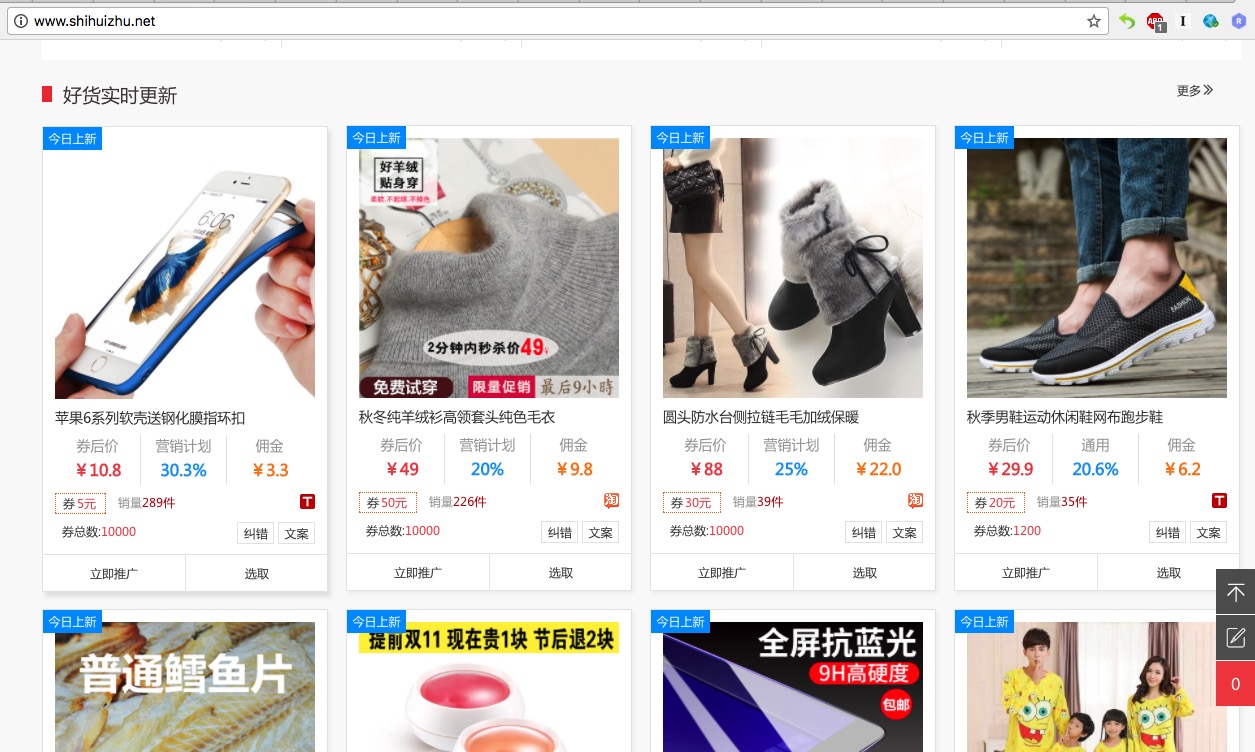 www.shihuizhu.net
ABP
1
I
R
好货实时更新
更多
今日上新
今日上新
今日上新
今日上新
6:06
好羊绒
贴身穿
柔软,不起球,不掉色
2分钟内秒杀价49元
免费试穿 限量促销 最后9小時
FASHION
苹果6系列软壳送钢化膜指环扣
券后价 营销计划 佣金
¥10.8 30.3% ¥3.3
券 5元 销量289件 T
券总数:10000 纠错 文案
立即推广 选取
秋冬纯羊绒衫高领套头纯色毛衣
券后价 营销计划 佣金
¥49 20% ¥9.8
券 50元 销量226件 淘
券总数:10000 纠错 文案
立即推广 选取
圆头防水台侧拉链毛毛加绒保暖
券后价 营销计划 佣金
¥88 25% ¥22.0
券 30元 销量39件 淘
券总数:10000 纠错 文案
立即推广 选取
秋季男鞋运动休闲鞋网布跑步鞋
券后价 通用 佣金
¥29.9 20.6% ¥6.2
券 20元 销量35件 T
券总数:1200 纠错 文案
立即推广 选取
今日上新
今日上新
今日上新
今日上新
普通鳕鱼片
提前双11 现在贵1块 节后退2块
全屏抗蓝光
9H高硬度
包邮
0